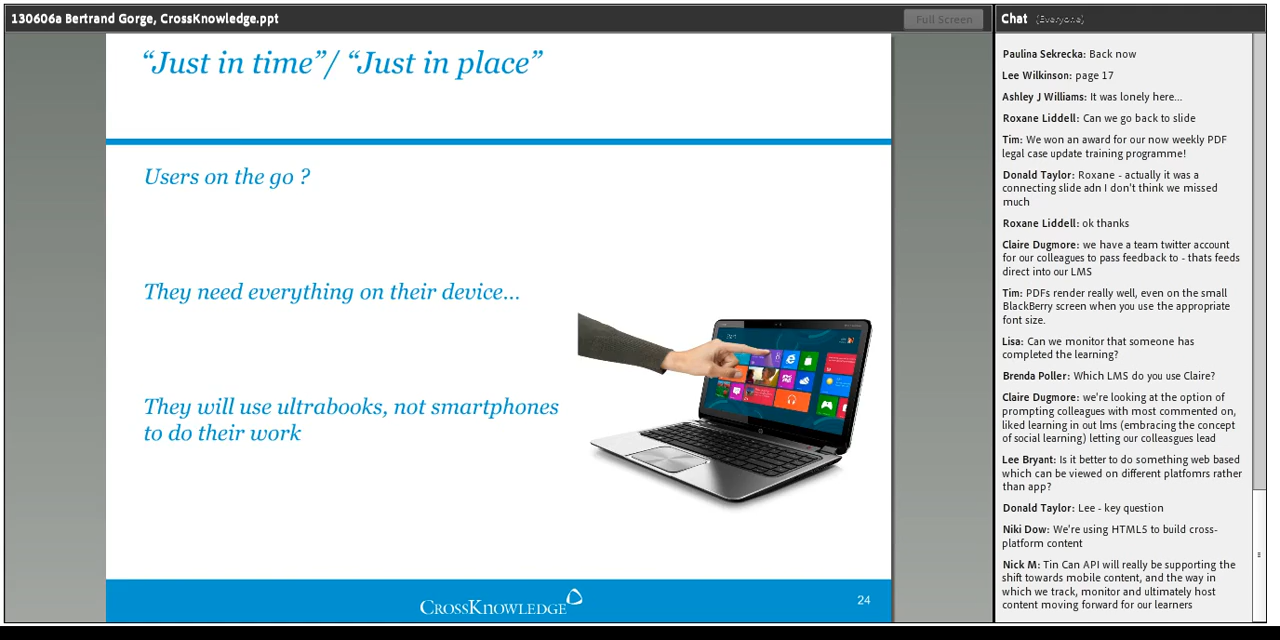 130606a Bertrand Gorge, CrossKnowledge.ppt
Full Screen
“Just in time”/ “Just in place”
Users on the go ?
They need everything on their device...
They will use ultrabooks, not smartphones
to do their work
CROSSKNOWLEDGE
24
Chat (Everyone)
Paulina Sekrecka: Back now
Lee Wilkinson: page 17
Ashley J Williams: It was lonely here...
Roxane Liddell: Can we go back to slide
Tim: We won an award for our now weekly PDF
legal case update training programme!
Donald Taylor: Roxane - actually it was a
connecting slide adn I don't think we missed
much
Roxane Liddell: ok thanks
Claire Dugmore: we have a team twitter account
for our colleagues to pass feedback to - thats feeds
direct into our LMS
Tim: PDFs render really well, even on the small
BlackBerry screen when you use the appropriate
font size.
Lisa: Can we monitor that someone has
completed the learning?
Brenda Poller: Which LMS do you use Claire?
Claire Dugmore: we're looking at the option of
prompting colleagues with most commented on,
liked learning in out lms (embracing the concept
of social learning) letting our colleasgues lead
Lee Bryant: Is it better to do something web based
which can be viewed on different platfomrs rather
than app?
Donald Taylor: Lee - key question
Niki Dow: We're using HTML5 to build cross-
platform content
Nick M: Tin Can API will really be supporting the
shift towards mobile content, and the way in
which we track, monitor and ultimately host
content moving forward for our learners